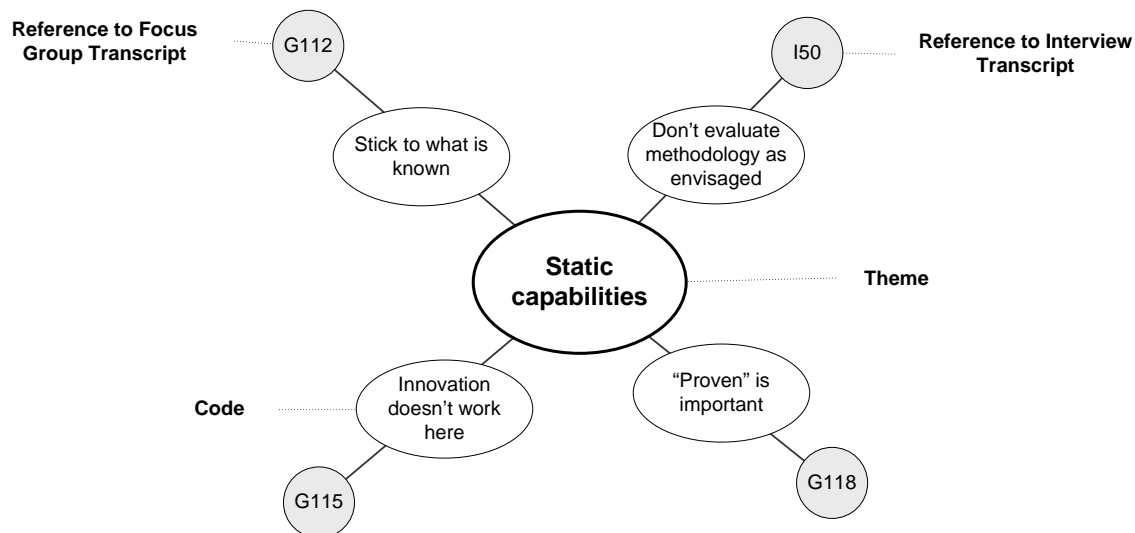 Reference to Focus
Group Transcript
G112
I50
Reference to Interview
Transcript
Stick to what is
known
Don’t evaluate
methodology as
envisaged
Static
capabilities
Theme
Code
Innovation
doesn’t work
here
“Proven” is
important
G115
G118